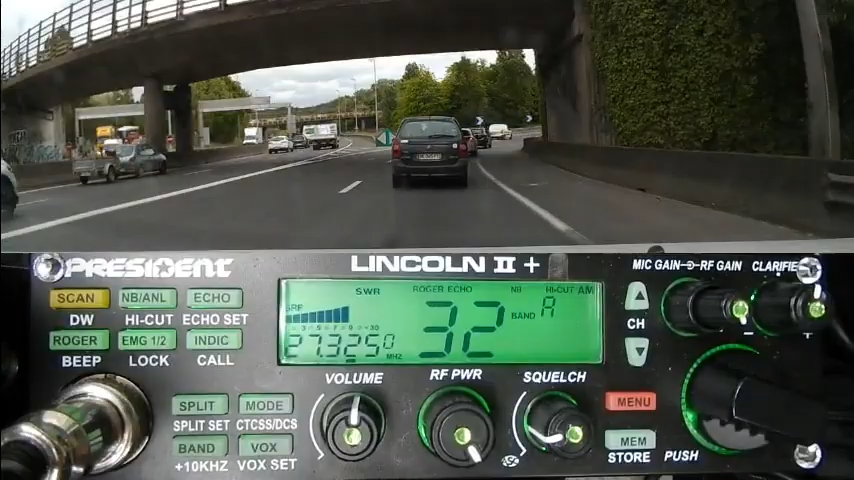 PRESIDENT
LINCOLN II +
MIC GAIN RF GAIN CLARIFIER
SCAN NB/ANL ECHO
DW HI-CUT ECHO SET
ROGER EMG 1/2 INDIC
BEEP LOCK CALL
SWR ROGER ECHO NB HI-CUT AM
RF
32 BAND A
27.3250 MHZ
CH
VOLUME RF PWR SQUELCH
SPLIT MODE
SPLIT SET CTCSS/DCS
BAND VOX
+10KHZ VOX SET
MENU
MEM
STORE PUSH